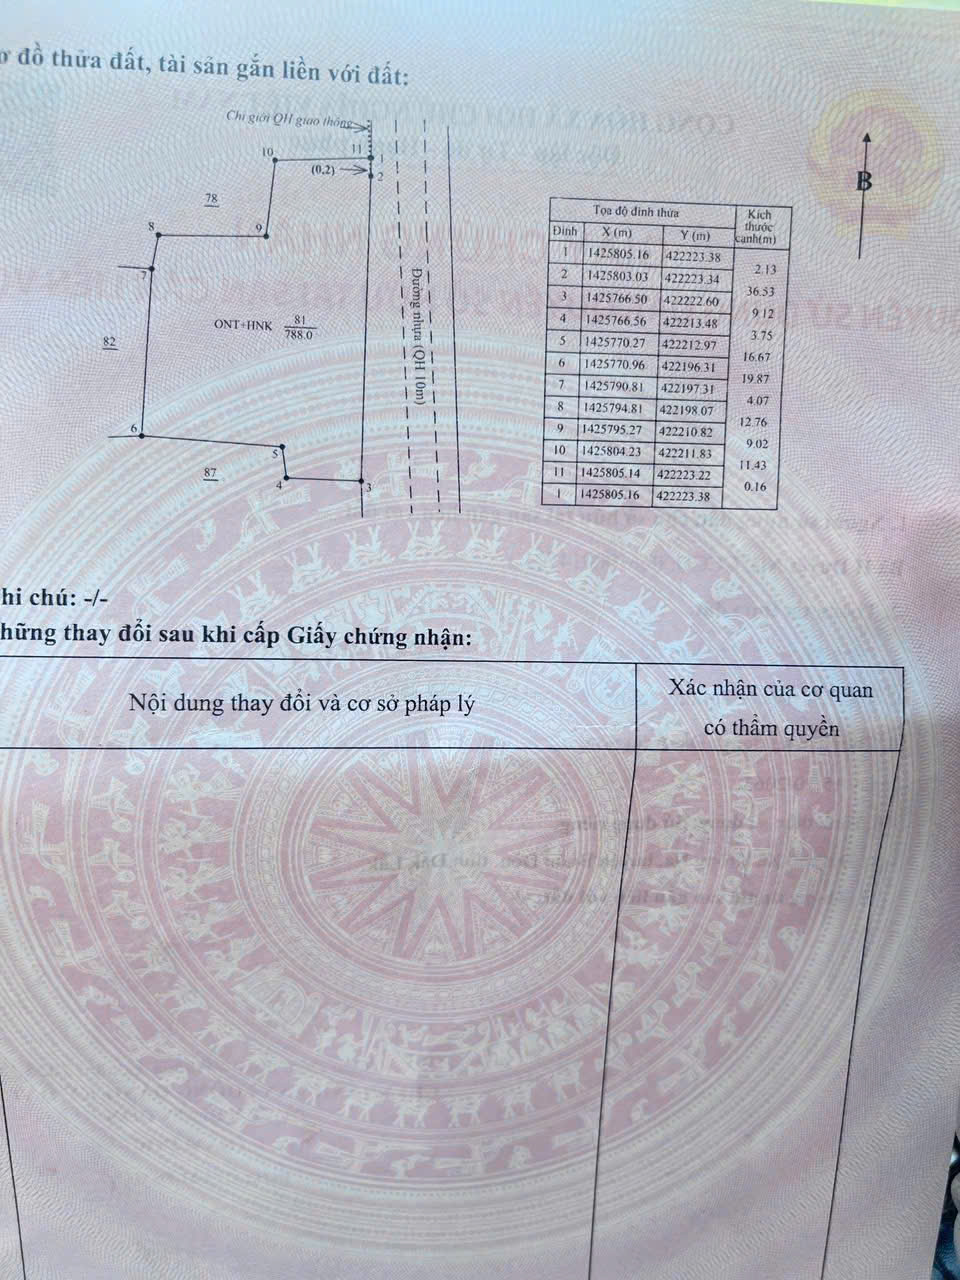 ơ đồ thửa đất, tài sản gắn liền với đất:
Chỉ giới QH giao thông
10
11
1
(0,2)
2
78
8
9
7
B
ONT+HNK 81
788.0
82
Đường nhựa (QH 10m)
6
5
87
4
3
Tọa độ đỉnh thửa Kích thước cạnh(m)
Đỉnh X (m) Y (m)
1 1425805.16 422223.38
2.13
2 1425803.03 422223.34
36.53
3 1425766.50 422222.60
9.12
4 1425766.56 422213.48
3.75
5 1425770.27 422212.97
16.67
6 1425770.96 422196.31
19.87
7 1425790.81 422197.31
4.07
8 1425794.81 422198.07
12.76
9 1425795.27 422210.82
9.02
10 1425804.23 422211.83
11.43
11 1425805.14 422223.22
0.16
1 1425805.16 422223.38
hi chú: -/-
hững thay đổi sau khi cấp Giấy chứng nhận:
Nội dung thay đổi và cơ sở pháp lý
Xác nhận của cơ quan
có thẩm quyền